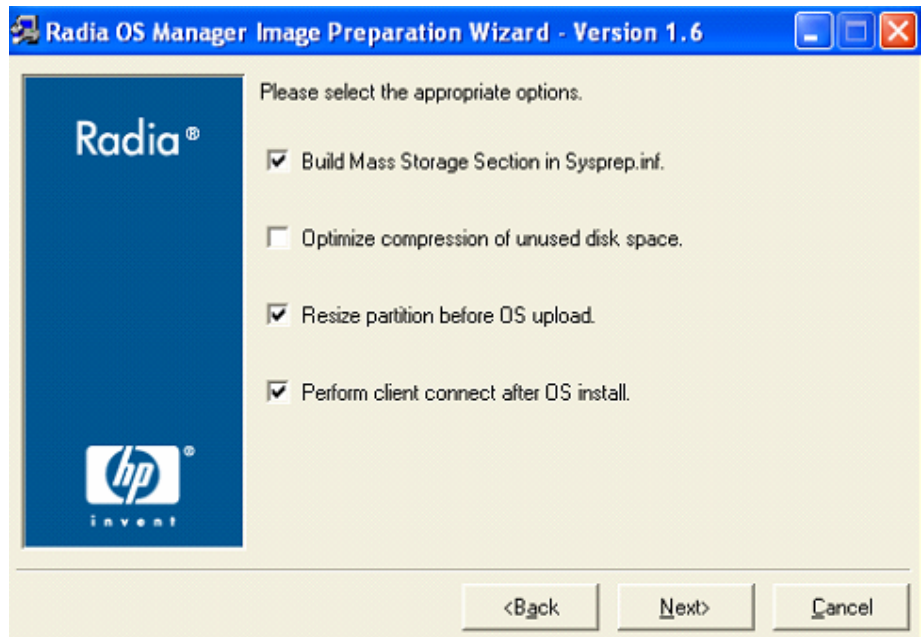 Radia OS Manager Image Preparation Wizard - Version 1.6
Radia®
Please select the appropriate options.
Build Mass Storage Section in Sysprep.inf.
Optimize compression of unused disk space.
Resize partition before OS upload.
Perform client connect after OS install.
hp®
invent
<Back
Next>
Cancel